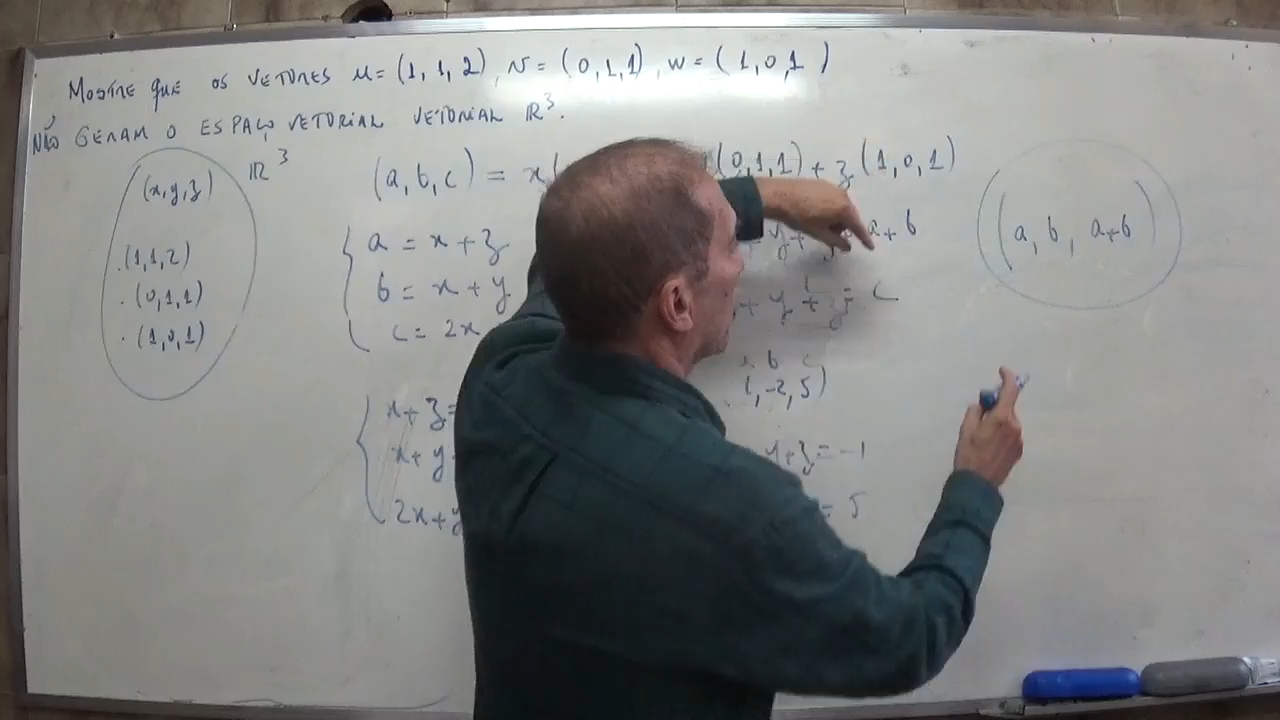 MOSTRE QUE OS VETORES u = (1, 1, 2), v = (0,1,1), w = (1,0,1)
NÃO GERAM O ESPAÇO VETORIAL VETORIAL ℝ³.
ℝ³
(x,y,z)
.(1,1,2)
.(0,1,1)
.(1,0,1)
(a,b,c) = x( (0,1,1) + z (1,0,1)
a = x + z
b = x + y
c = 2x
a + b
+ y + z = c
(a, b, a+b)
b c
, -2, 5)
x + z =
x + y
2x + y
y + z = -1
= 5